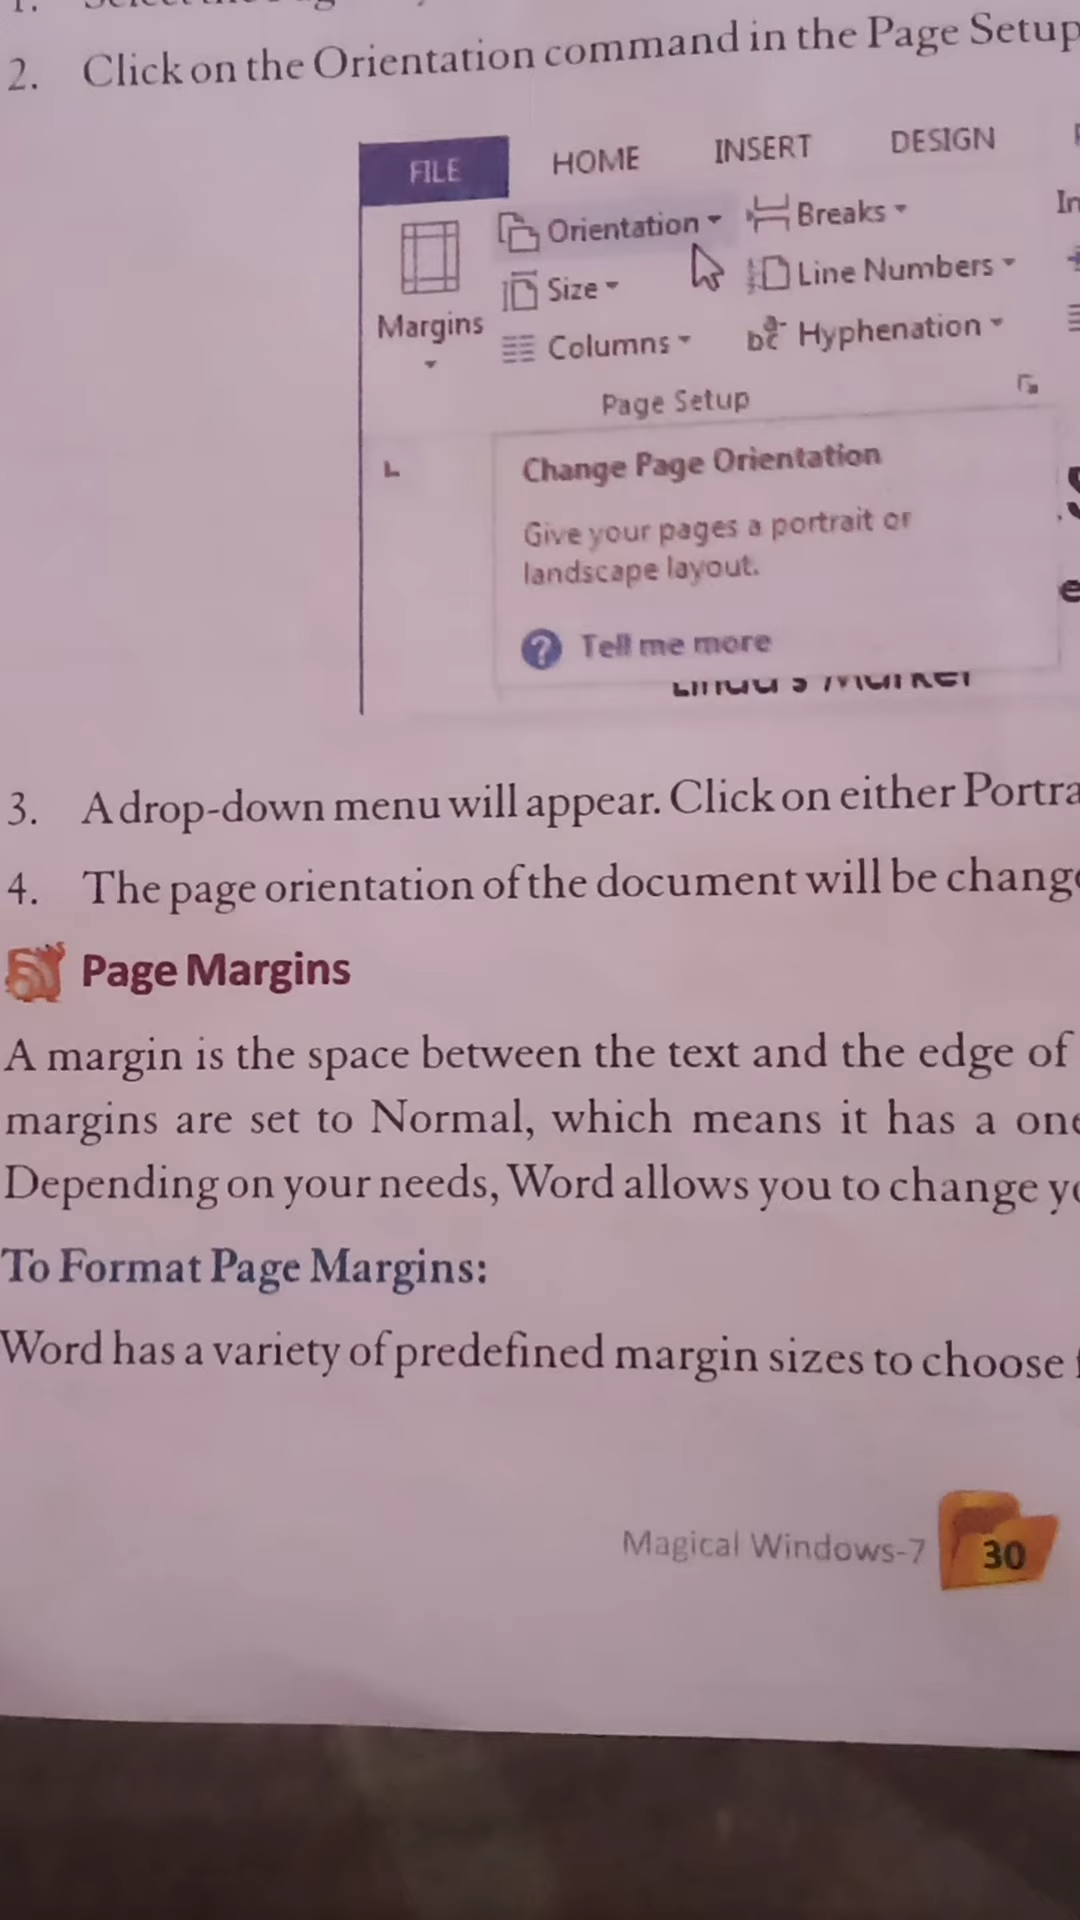 2. Click on the Orientation command in the Page Setup
FILE HOME INSERT DESIGN
Margins
Orientation Breaks
Size Line Numbers
Columns Hyphenation
Page Setup
Change Page Orientation
Give your pages a portrait or
landscape layout.
Tell me more
3. A drop-down menu will appear. Click on either
4. The page orientation of the document will be
Page Margins
A margin is the space between the text and the edge of
margins are set to Normal, which means it has a
Depending on your needs, Word allows you to change
To Format Page Margins:
Word has a variety of predefined margin sizes to choose
Magical Windows-7 30